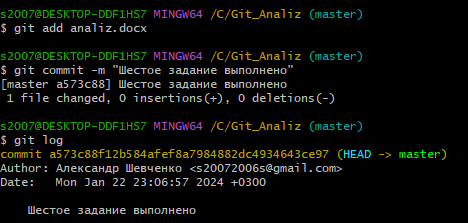 s2007@DESKTOP-DDF1HS7 MINGW64 /C/Git_Analiz (master)
$ git add analiz.docx
s2007@DESKTOP-DDF1HS7 MINGW64 /C/Git_Analiz (master)
$ git commit -m "Шестое задание выполнено"
[master a573c88] Шестое задание выполнено
 1 file changed, 0 insertions(+), 0 deletions(-)
s2007@DESKTOP-DDF1HS7 MINGW64 /C/Git_Analiz (master)
$ git log
commit a573c88f12b584afef8a7984882dc4934643ce97 (HEAD -> master)
Author: Александр Шевченко <s20072006s@gmail.com>
Date:   Mon Jan 22 23:06:57 2024 +0300
    Шестое задание выполнено